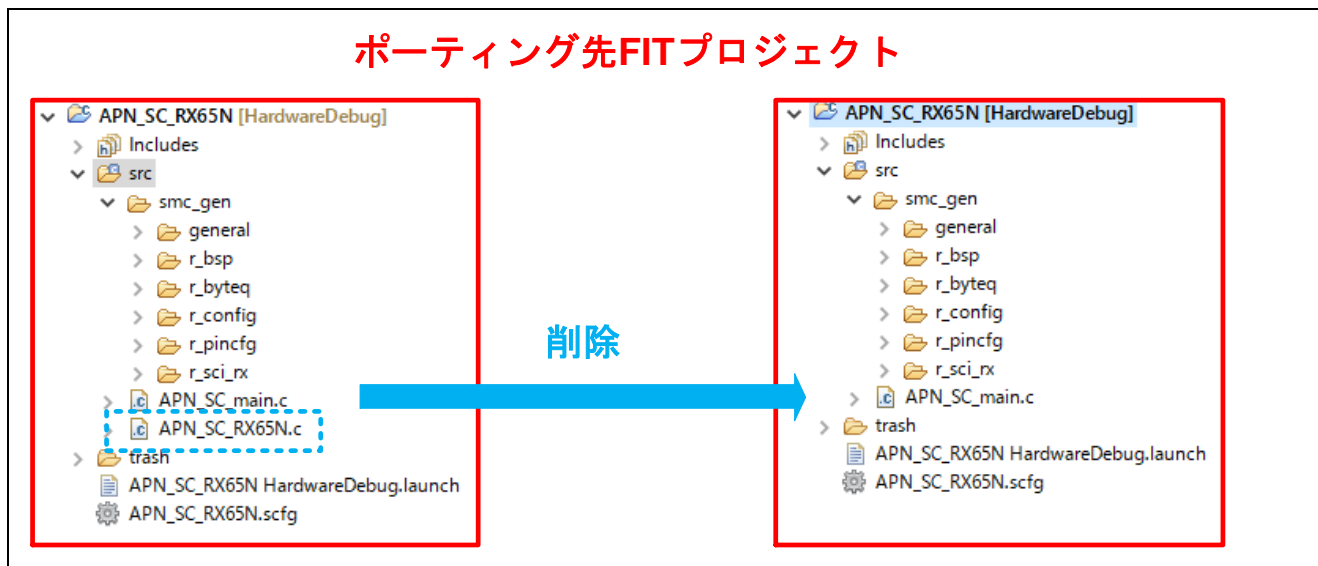 ポーティング先FITプロジェクト
APN_SC_RX65N [HardwareDebug]
Includes
src
smc_gen
general
r_bsp
r_byteq
r_config
r_pincfg
r_sci_rx
APN_SC_main.c
APN_SC_RX65N.c
trash
APN_SC_RX65N HardwareDebug.launch
APN_SC_RX65N.scfg
削除
APN_SC_RX65N [HardwareDebug]
Includes
src
smc_gen
general
r_bsp
r_byteq
r_config
r_pincfg
r_sci_rx
APN_SC_main.c
trash
APN_SC_RX65N HardwareDebug.launch
APN_SC_RX65N.scfg